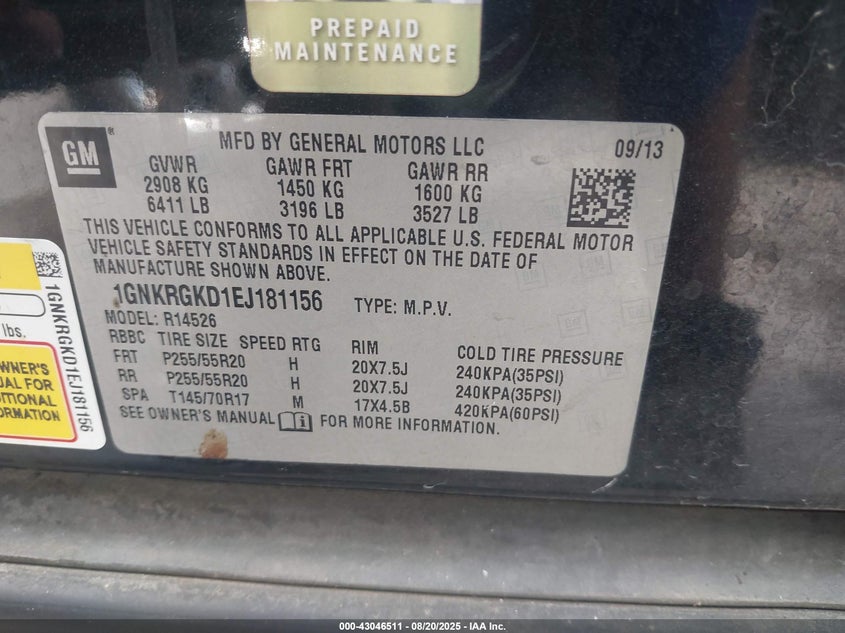 PREPAID
MAINTENANCE
GM®
MFD BY GENERAL MOTORS LLC 09/13
GVWR GAWR FRT GAWR RR
2908 KG 1450 KG 1600 KG
6411 LB 3196 LB 3527 LB
THIS VEHICLE CONFORMS TO ALL APPLICABLE U.S. FEDERAL MOTOR
VEHICLE SAFETY STANDARDS IN EFFECT ON THE DATE OF
MANUFACTURE SHOWN ABOVE.
1GNKRGKD1EJ181156 TYPE: M.P.V.
MODEL: R14526
RBBC TIRE SIZE SPEED RTG RIM COLD TIRE PRESSURE
FRT P255/55R20 H 20X7.5J 240KPA(35PSI)
RR P255/55R20 H 20X7.5J 240KPA(35PSI)
SPA T145/70R17 M 17X4.5B 420KPA(60PSI)
SEE OWNER'S MANUAL FOR MORE INFORMATION.
lbs.
OWNER'S
UAL FOR
DITIONAL
ORMATION
1GNKRGKD1EJ181156
000-43046511 - 08/20/2025 - IAA Inc.